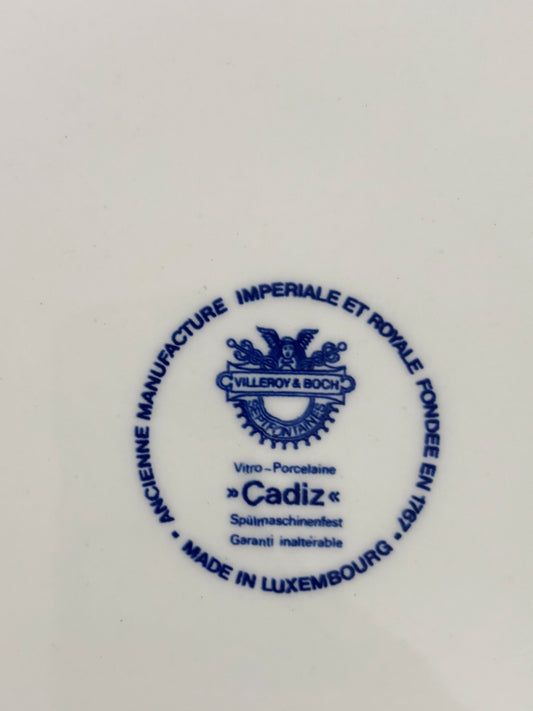 ANCIENNE MANUFACTURE IMPERIALE ET ROYALE FONDEE EN 1767
VILLEROY & BOCH
SEPTFONTAINES
Vitro-Porcelaine
»Cadiz«
Spülmaschinenfest
Garanti inaltérable
• MADE IN LUXEMBOURG •